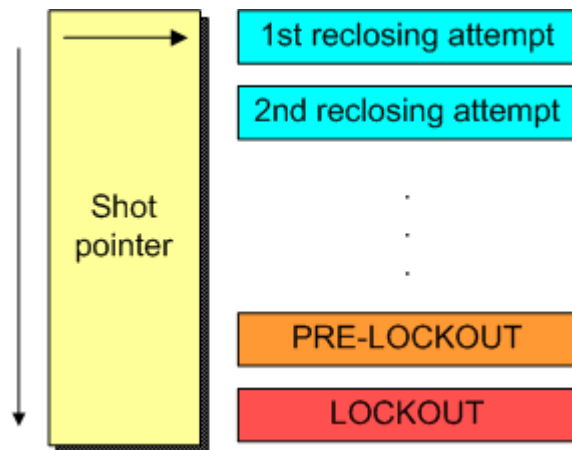 1st reclosing attempt
2nd reclosing attempt
Shot
pointer
.
.
.
PRE-LOCKOUT
LOCKOUT